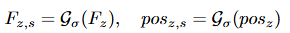 F_{z,s} = 𝒢_σ(F_z), pos_{z,s} = 𝒢_σ(pos_z)